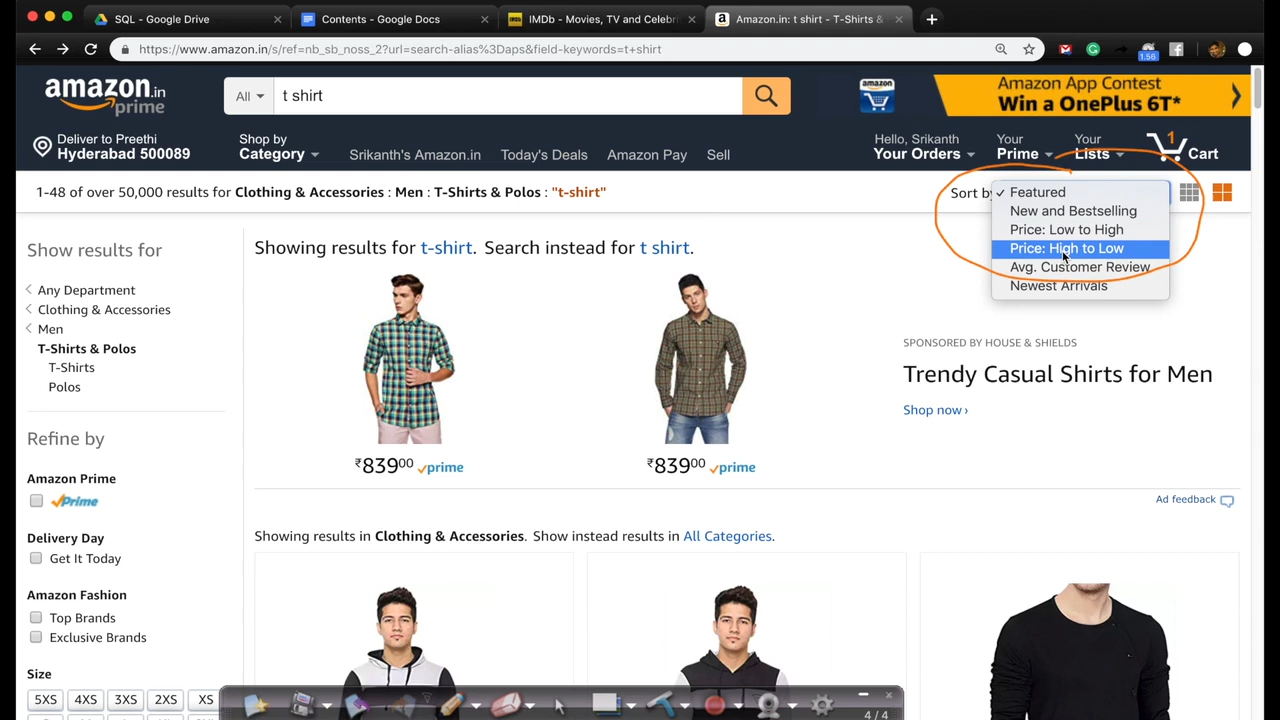 SQL - Google Drive
Contents - Google Docs
IMDb - Movies, TV and Celebri
Amazon.in: t shirt - T-Shirts &
https://www.amazon.in/s/ref=nb_sb_noss_2?url=search-alias%3Daps&field-keywords=t+shirt
1.56
amazon.in
prime
All
t shirt
amazon
Amazon App Contest
Win a OnePlus 6T*
Deliver to Preethi
Hyderabad 500089
Shop by
Category
Srikanth's Amazon.in
Today's Deals
Amazon Pay
Sell
Hello, Srikanth
Your Orders
Your
Prime
Your
Lists
1
Cart
1-48 of over 50,000 results for Clothing & Accessories : Men : T-Shirts & Polos : "t-shirt"
Sort by
Featured
New and Bestselling
Price: Low to High
Price: High to Low
Avg. Customer Review
Newest Arrivals
Show results for
Any Department
Clothing & Accessories
Men
T-Shirts & Polos
T-Shirts
Polos
Refine by
Amazon Prime
Prime
Delivery Day
Get It Today
Amazon Fashion
Top Brands
Exclusive Brands
Size
5XS
4XS
3XS
2XS
XS
Showing results for t-shirt. Search instead for t shirt.
₹83900 prime
₹83900 prime
SPONSORED BY HOUSE & SHIELDS
Trendy Casual Shirts for Men
Shop now ›
Ad feedback
Showing results in Clothing & Accessories. Show instead results in All Categories.
4 / 4